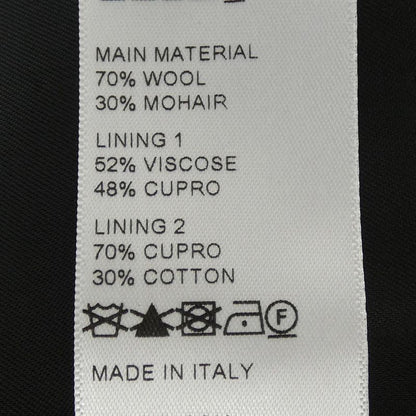 MAIN MATERIAL
70% WOOL
30% MOHAIR
LINING 1
52% VISCOSE
48% CUPRO
LINING 2
70% CUPRO
30% COTTON
F
MADE IN ITALY